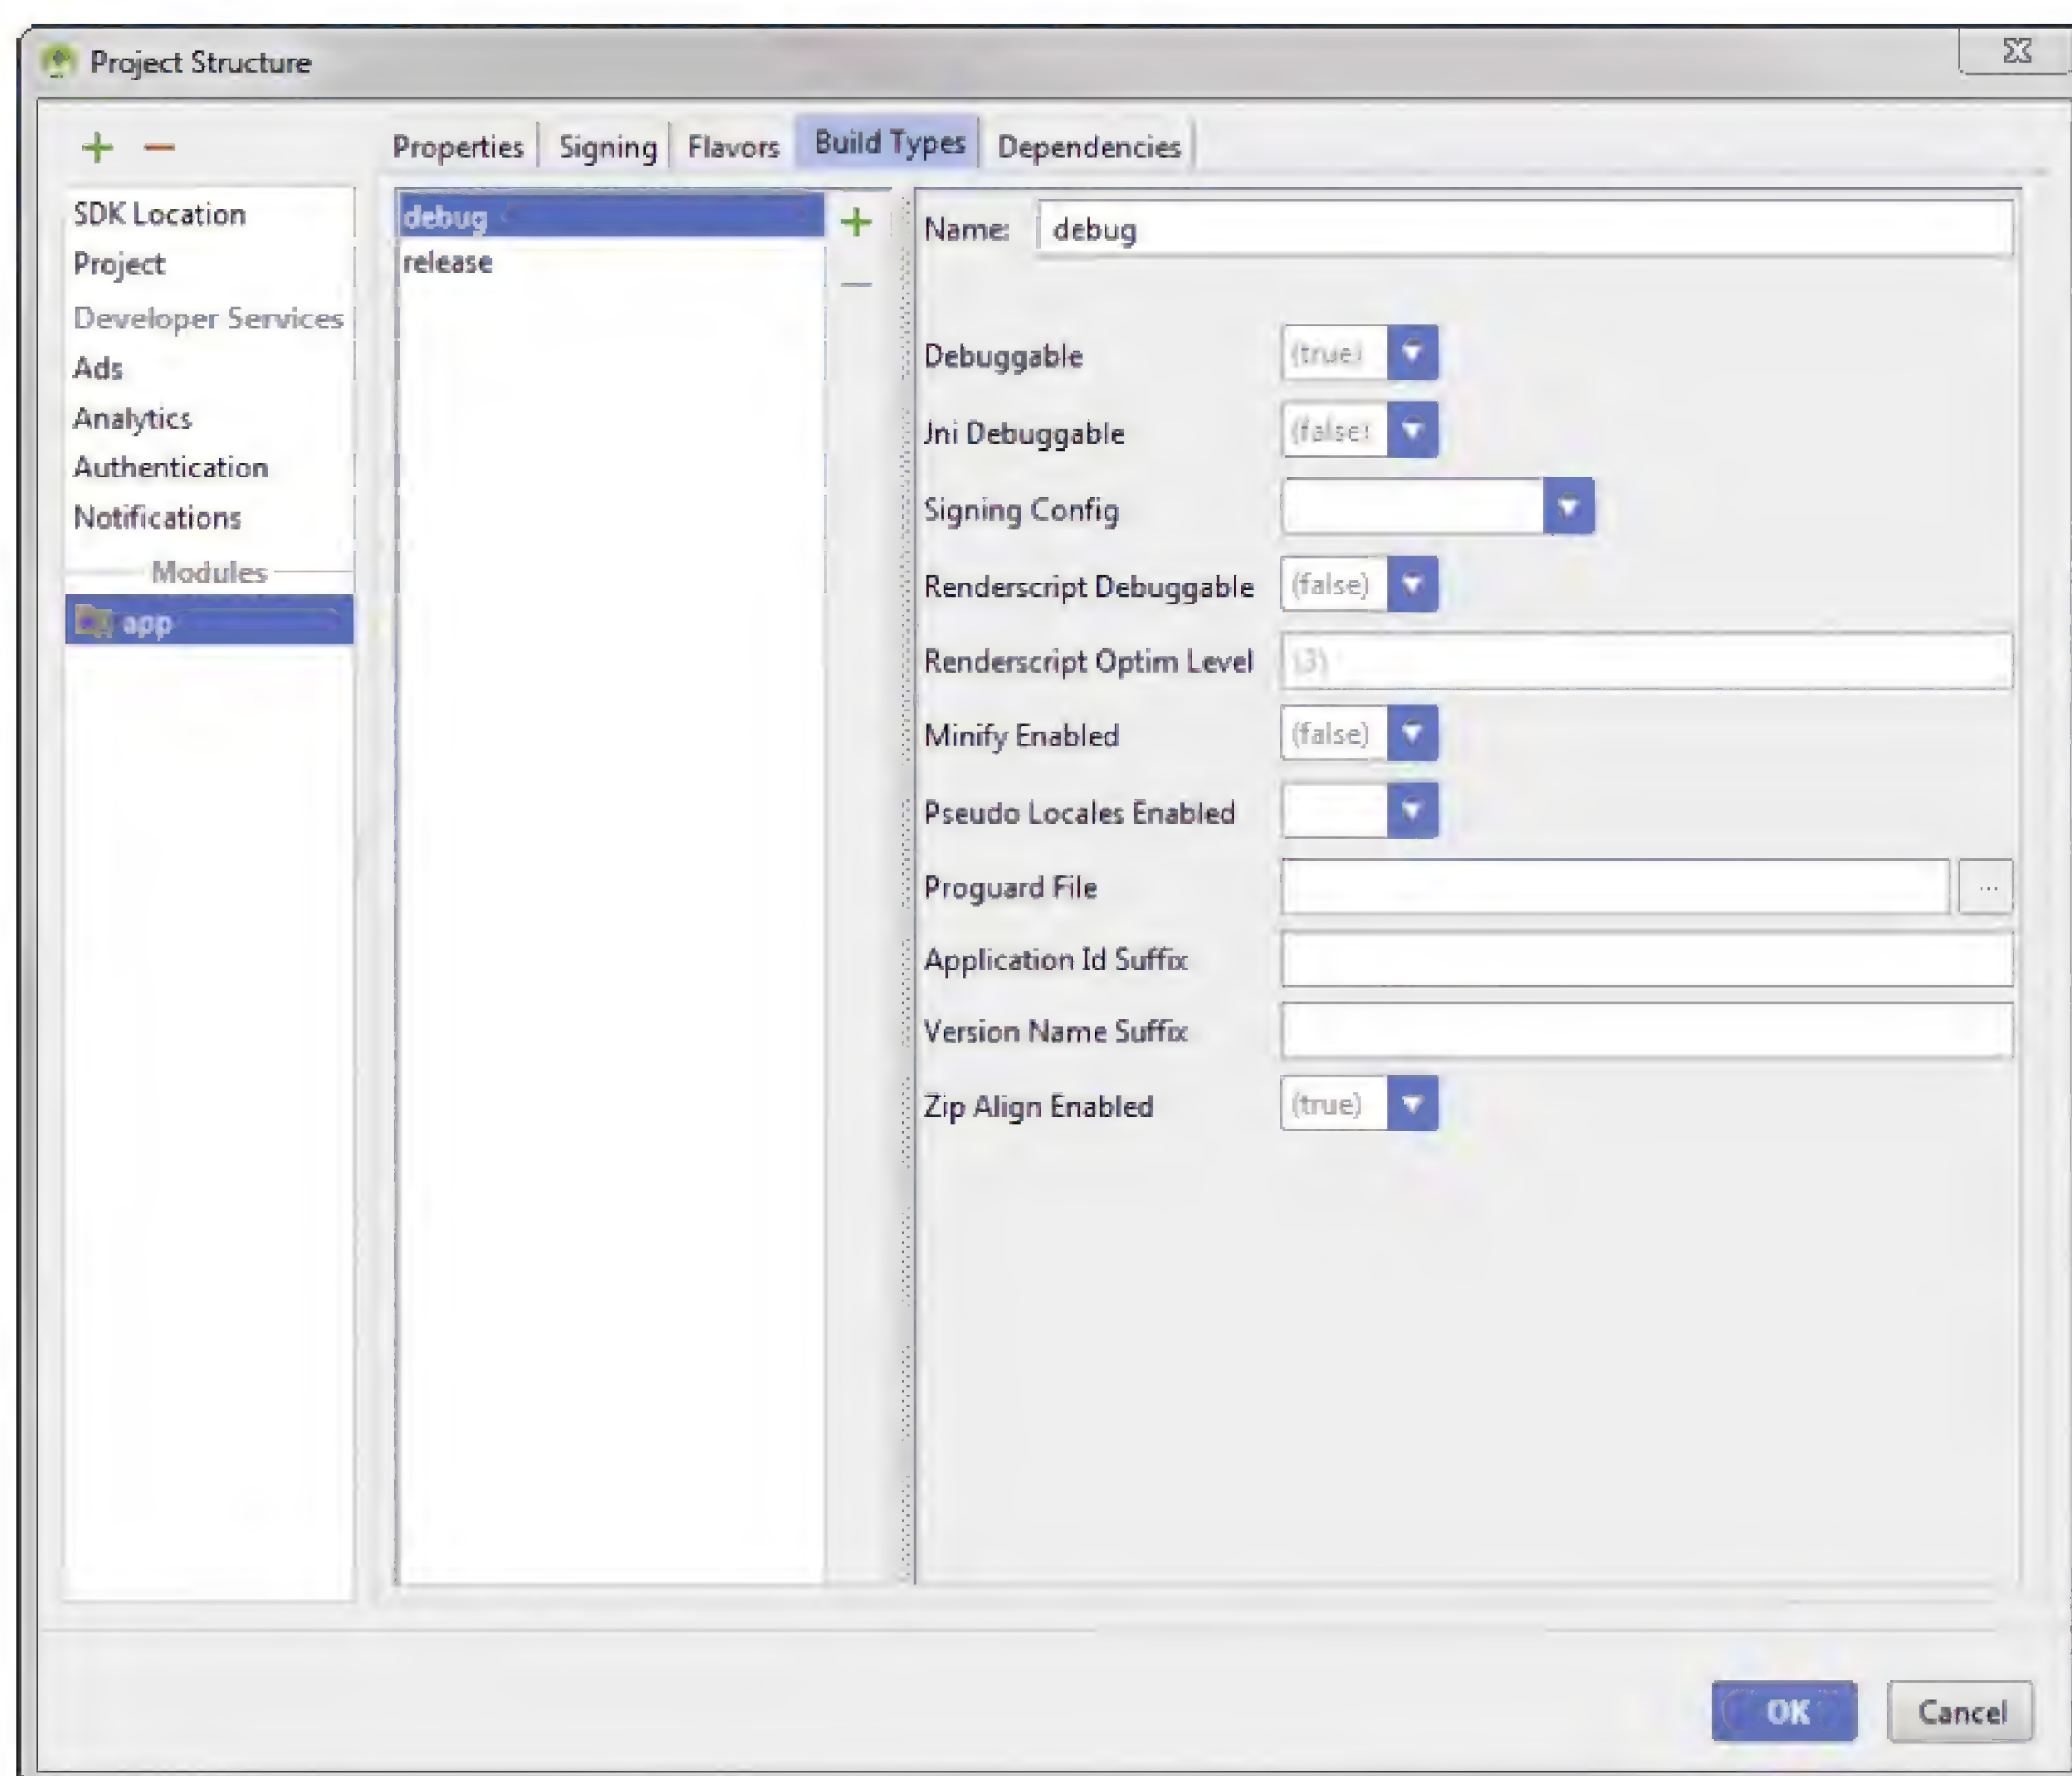 Project Structure
Properties Signing Flavors Build Types Dependencies
SDK Location
Project
Developer Services
Ads
Analytics
Authentication
Notifications
Modules
app
debug
release
Name: debug
Debuggable (true)
Jni Debuggable (false)
Signing Config
Renderscript Debuggable (false)
Renderscript Optim Level (3)
Minify Enabled (false)
Pseudo Locales Enabled
Proguard File ...
Application Id Suffix
Version Name Suffix
Zip Align Enabled (true)
OK Cancel